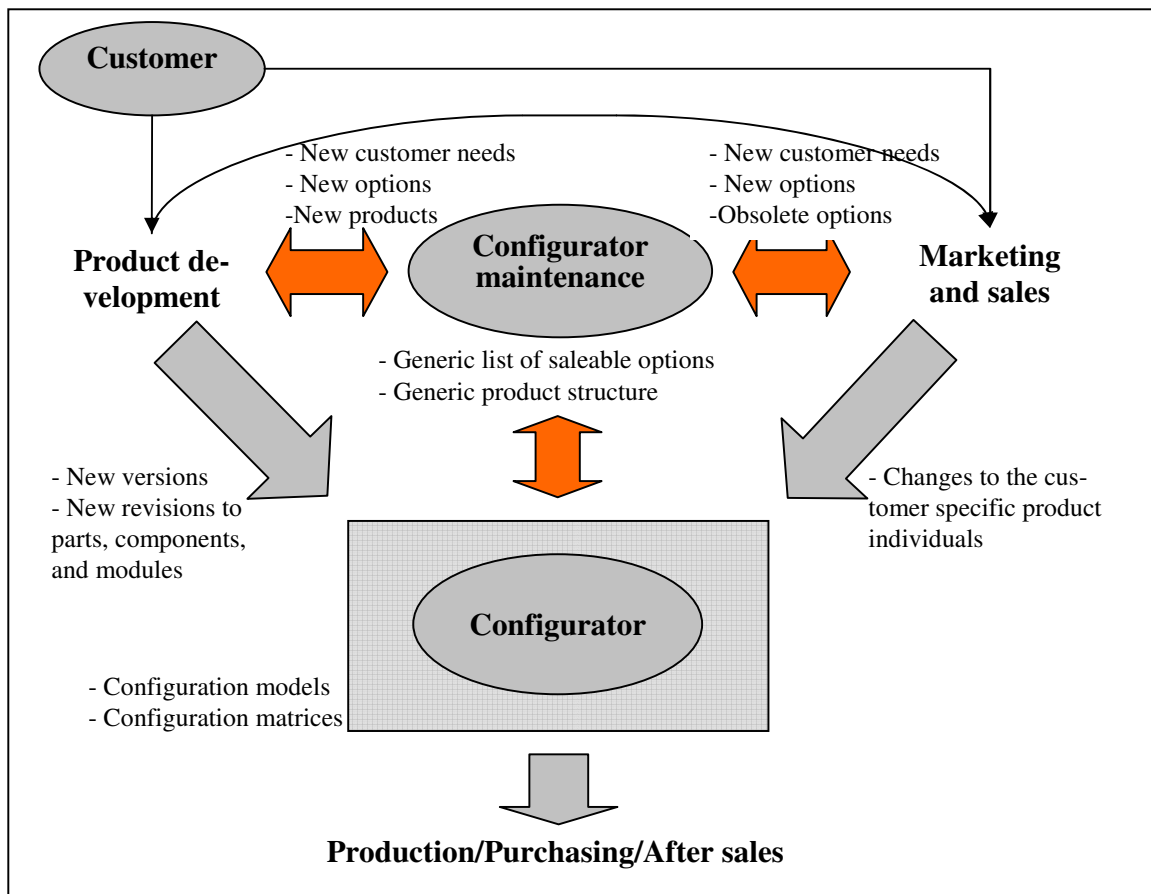 Customer
- New customer needs
- New options
-New products
- New customer needs
- New options
-Obsolete options
Product de-
velopment
Configurator
maintenance
Marketing
and sales
- Generic list of saleable options
- Generic product structure
- New versions
- New revisions to
parts, components,
and modules
- Changes to the cus-
tomer specific product
individuals
Configurator
- Configuration models
- Configuration matrices
Production/Purchasing/After sales